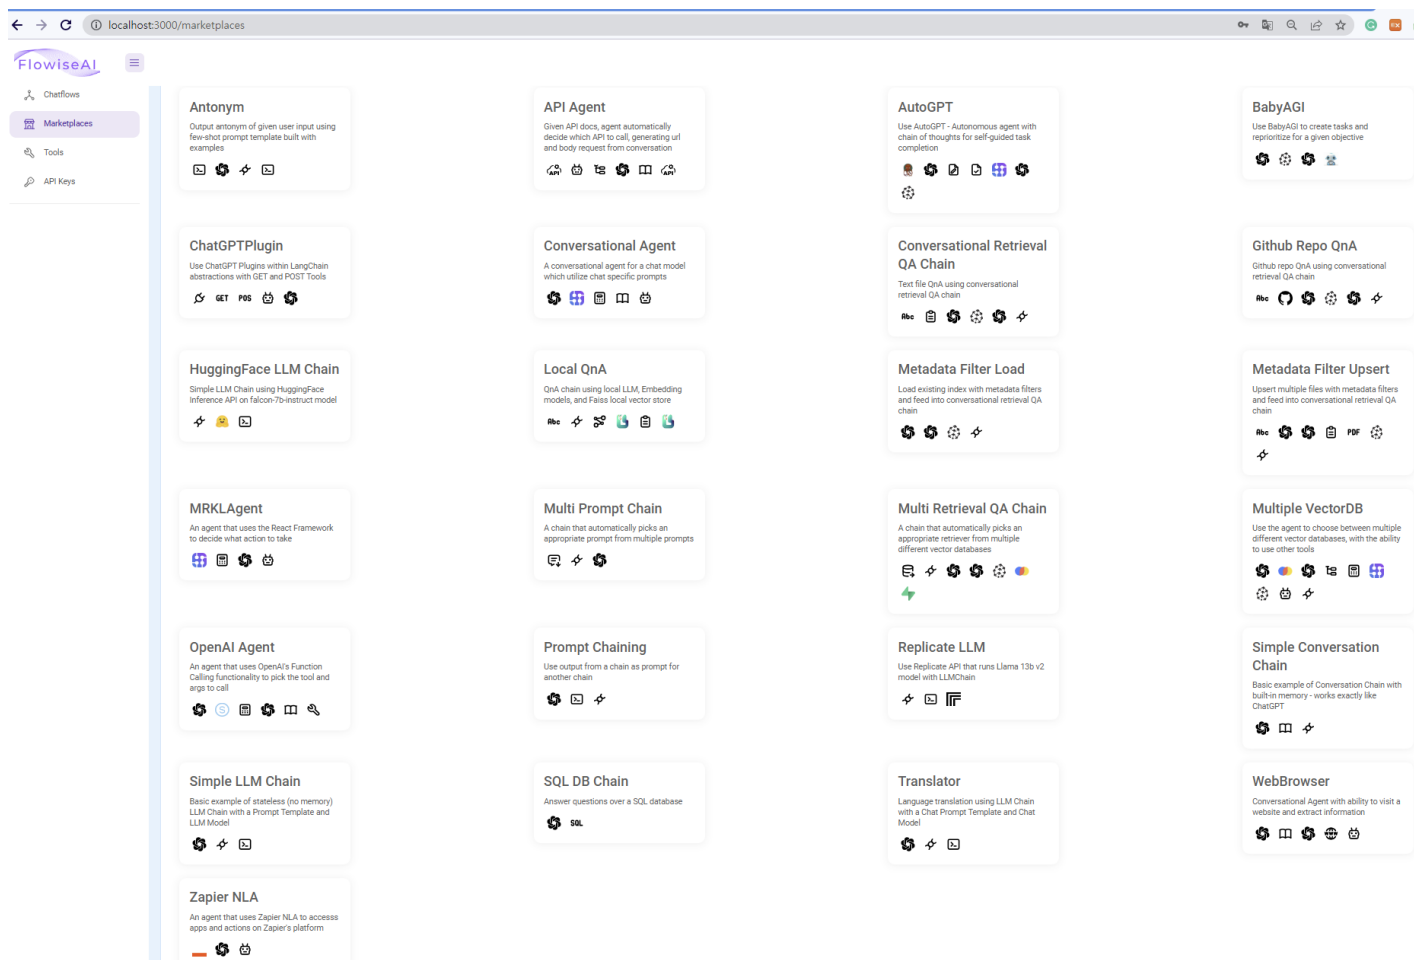 localhost:3000/marketplaces
FlowiseAI
Chatflows
Marketplaces
Tools
API Keys
Antonym
Output antonym of given user input using
few-shot prompt template built with
examples
API Agent
Given API docs, agent automatically
decide which API to call, generating url
and body request from conversation
API
API
AutoGPT
Use AutoGPT - Autonomous agent with
chain of thoughts for self-guided task
completion
BabyAGI
Use BabyAGI to create tasks and
reprioritize for a given objective
ChatGPTPlugin
Use ChatGPT Plugins within LangChain
abstractions with GET and POST Tools
GET POS
Conversational Agent
A conversational agent for a chat model
which utilize chat specific prompts
Conversational Retrieval
QA Chain
Text file QnA using conversational
retrieval QA chain
Abc
Github Repo QnA
Github repo QnA using conversational
retrieval QA chain
Abc
HuggingFace LLM Chain
Simple LLM Chain using HuggingFace
Inference API on falcon-7b-instruct model
Local QnA
QnA chain using local LLM, Embedding
models, and Faiss local vector store
Abc
Metadata Filter Load
Load existing index with metadata filters
and feed into conversational retrieval QA
chain
Metadata Filter Upsert
Upsert multiple files with metadata filters
and feed into conversational retrieval QA
chain
Abc PDF
MRKLAgent
An agent that uses the React Framework
to decide what action to take
Multi Prompt Chain
A chain that automatically picks an
appropriate prompt from multiple prompts
Multi Retrieval QA Chain
A chain that automatically picks an
appropriate retriever from multiple
different vector databases
Multiple VectorDB
Use the agent to choose between multiple
different vector databases, with the ability
to use other tools
OpenAI Agent
An agent that uses OpenAI's Function
Calling functionality to pick the tool and
args to call
S
Prompt Chaining
Use output from a chain as prompt for
another chain
Replicate LLM
Use Replicate API that runs Llama 13b v2
model with LLMChain
Simple Conversation
Chain
Basic example of Conversation Chain with
built-in memory - works exactly like
ChatGPT
Simple LLM Chain
Basic example of stateless (no memory)
LLM Chain with a Prompt Template and
LLM Model
SQL DB Chain
Answer questions over a SQL database
SQL
Translator
Language translation using LLM Chain
with a Chat Prompt Template and Chat
Model
WebBrowser
Conversational Agent with ability to visit a
website and extract information
Zapier NLA
An agent that uses Zapier NLA to accesss
apps and actions on Zapier's platform